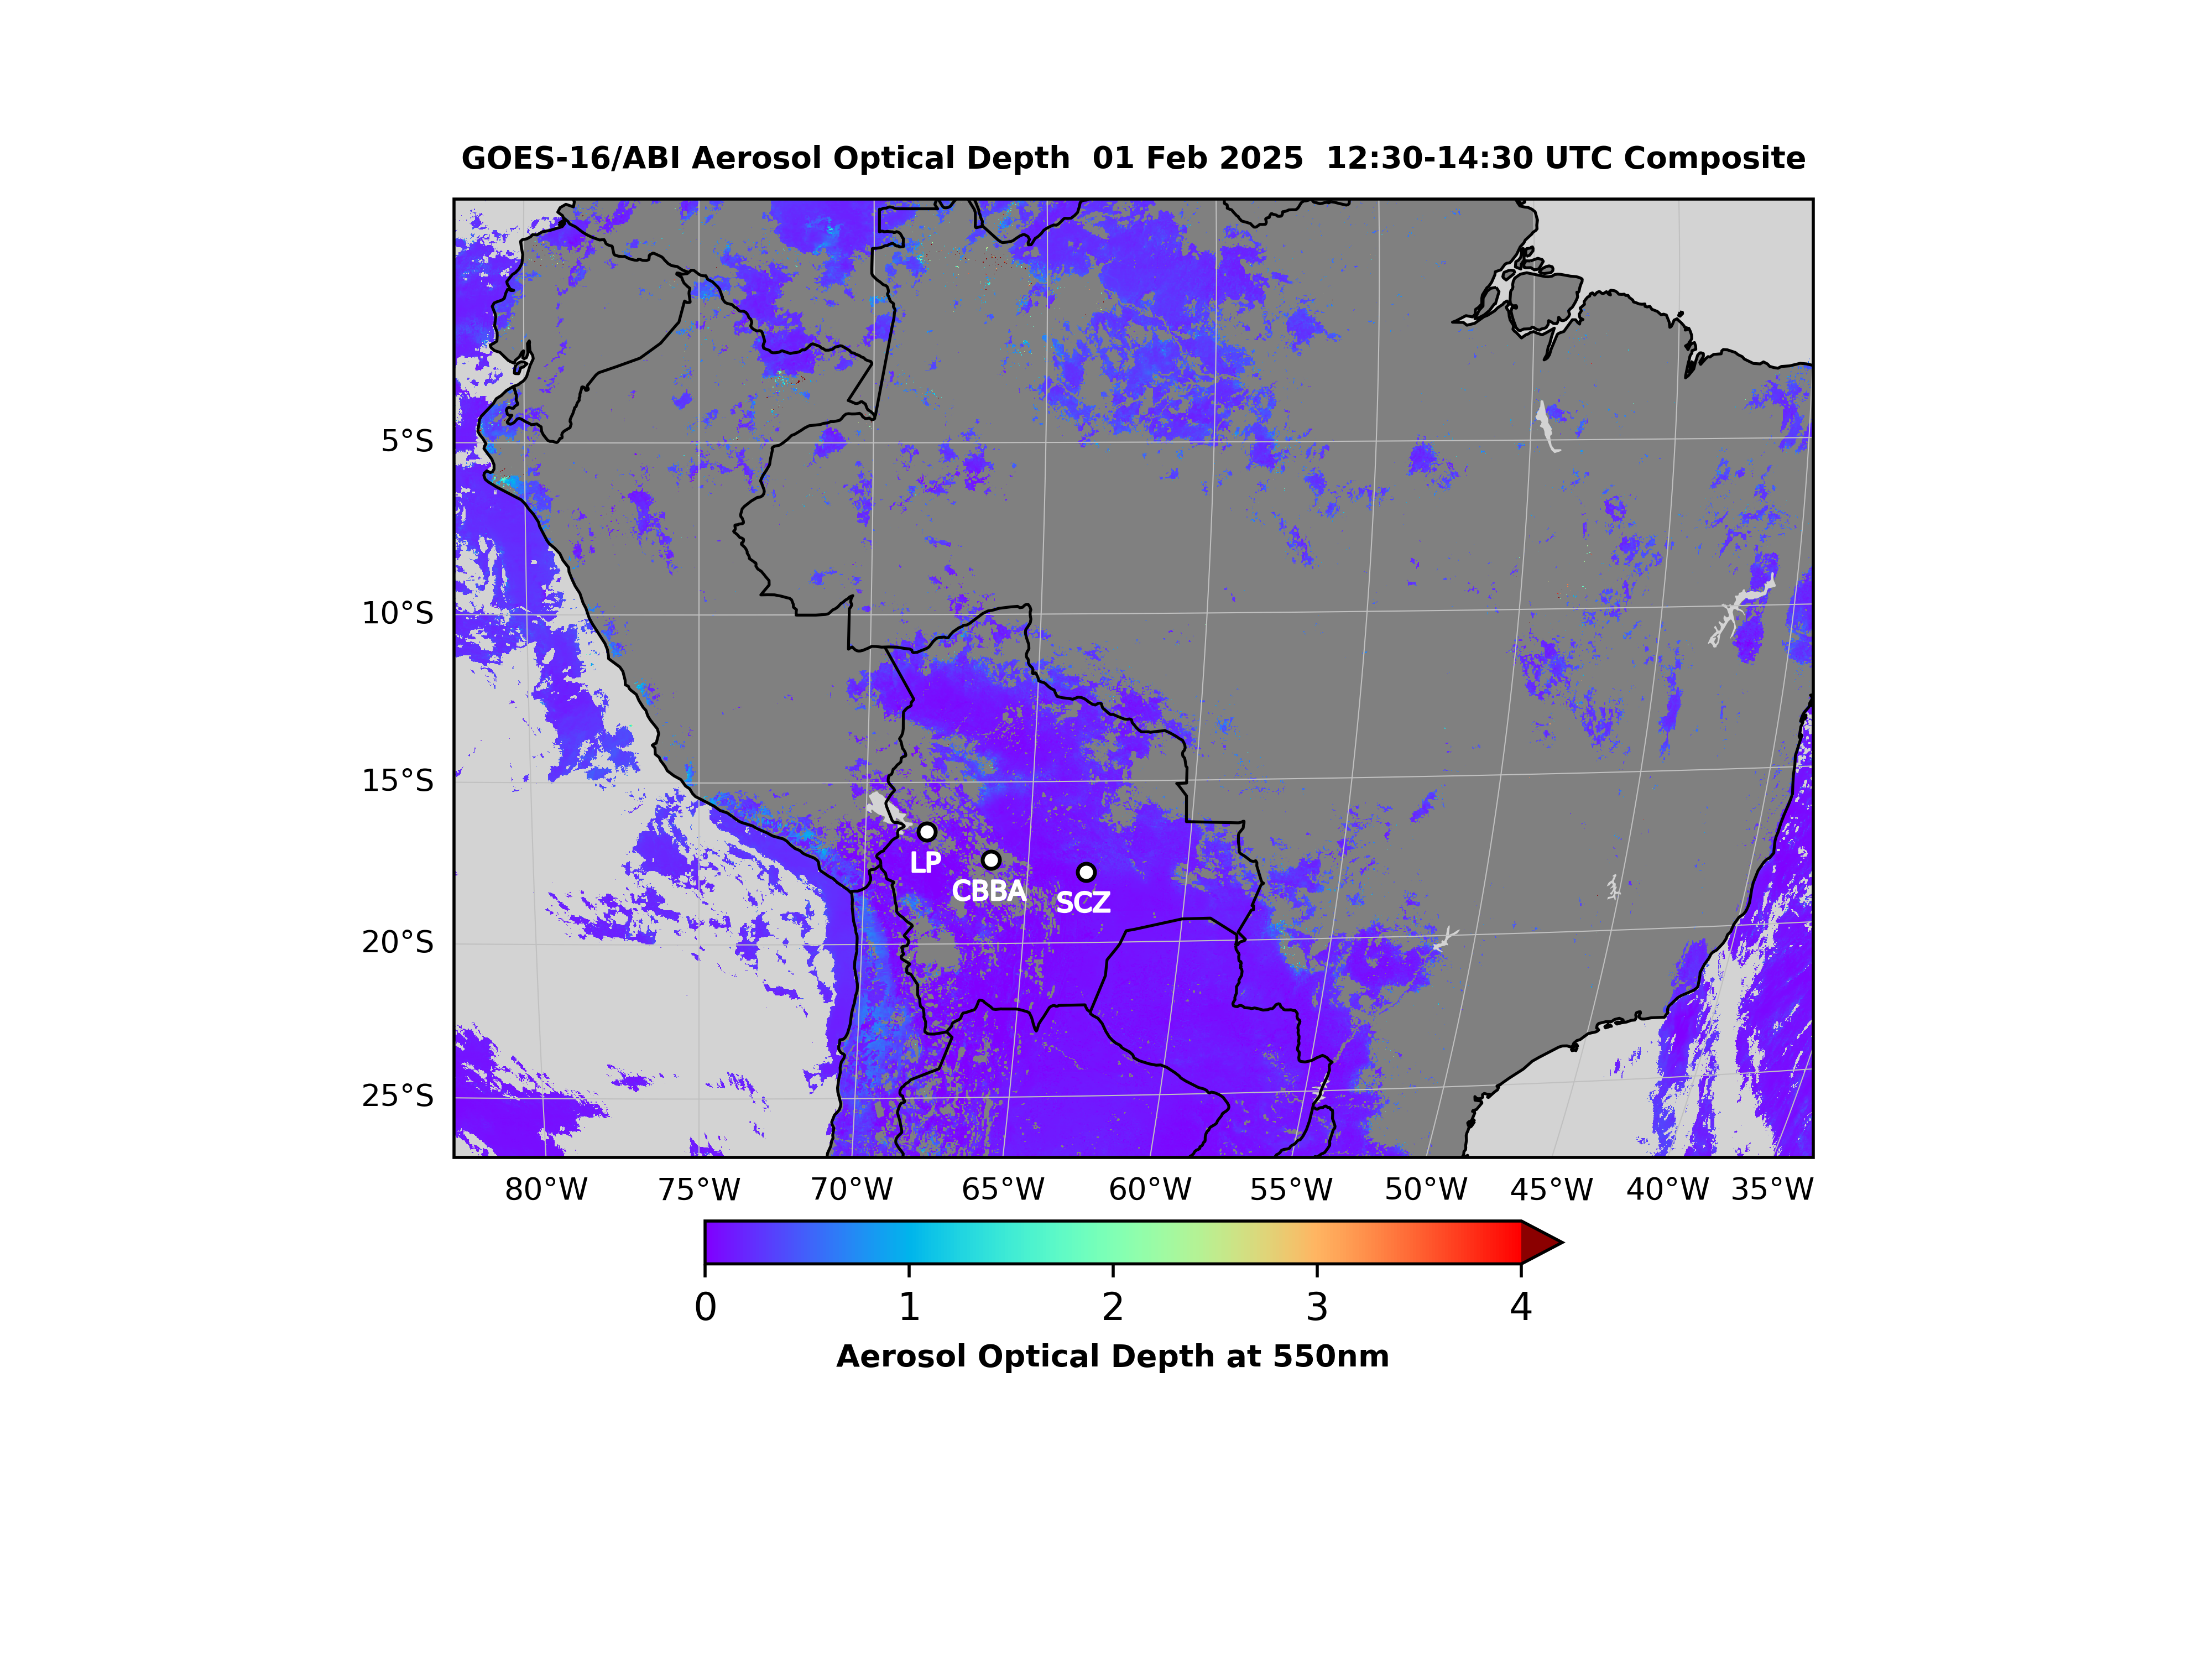 GOES-16/ABI Aerosol Optical Depth  01 Feb 2025  12:30-14:30 UTC Composite
5°S
10°S
15°S
LP
CBBA
SCZ
20°S
25°S
80°W 75°W 70°W 65°W 60°W 55°W 50°W 45°W 40°W 35°W
0 1 2 3 4
Aerosol Optical Depth at 550nm